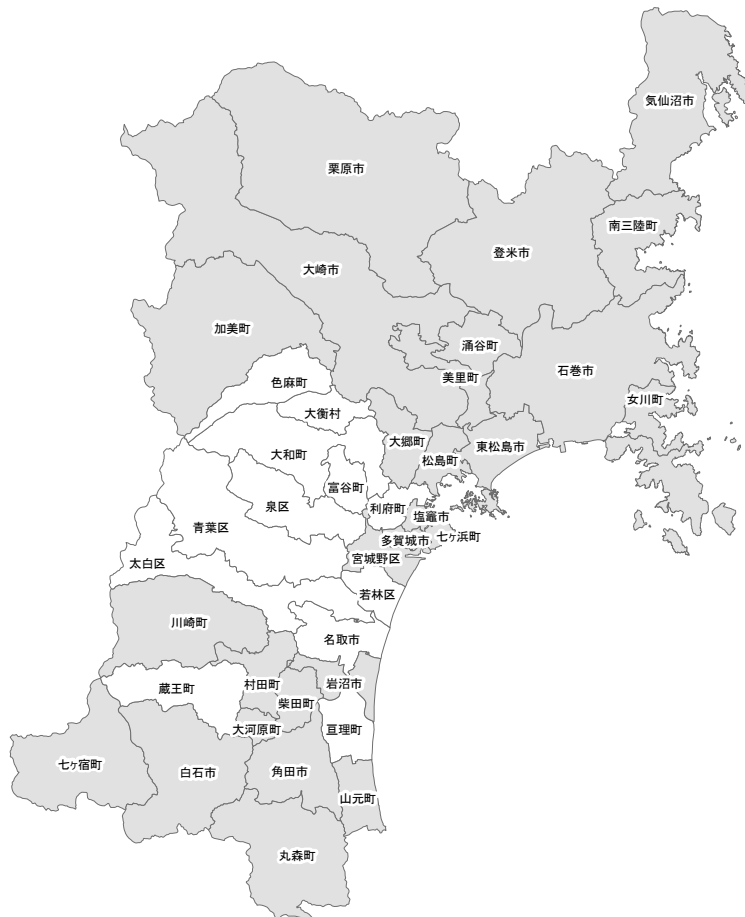 気仙沼市
栗原市
南三陸町
登米市
大崎市
加美町
涌谷町
石巻市
美里町
色麻町
女川町
大衡村
大郷町
東松島市
大和町
松島町
富谷町
泉区
利府町
塩竈市
青葉区
七ヶ浜町
多賀城市
宮城野区
太白区
若林区
川崎町
名取市
村田町
岩沼市
蔵王町
柴田町
大河原町
亘理町
七ヶ宿町
白石市
角田市
山元町
丸森町